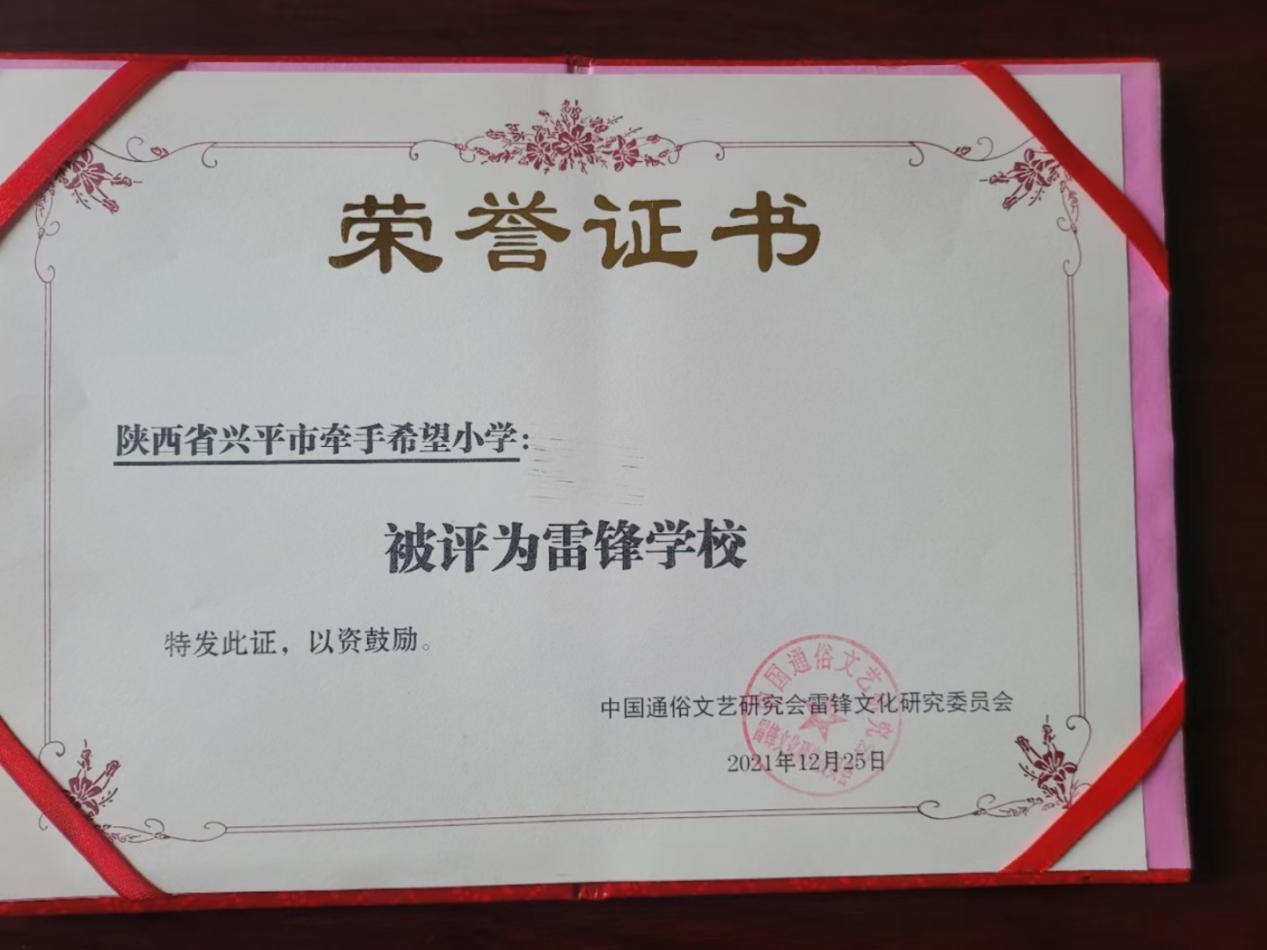 荣誉证书
陕西省兴平市牵手希望小学：
被评为雷锋学校
特发此证，以资鼓励。
中国通俗文艺研究会雷锋文化研究委员会
2021年12月25日